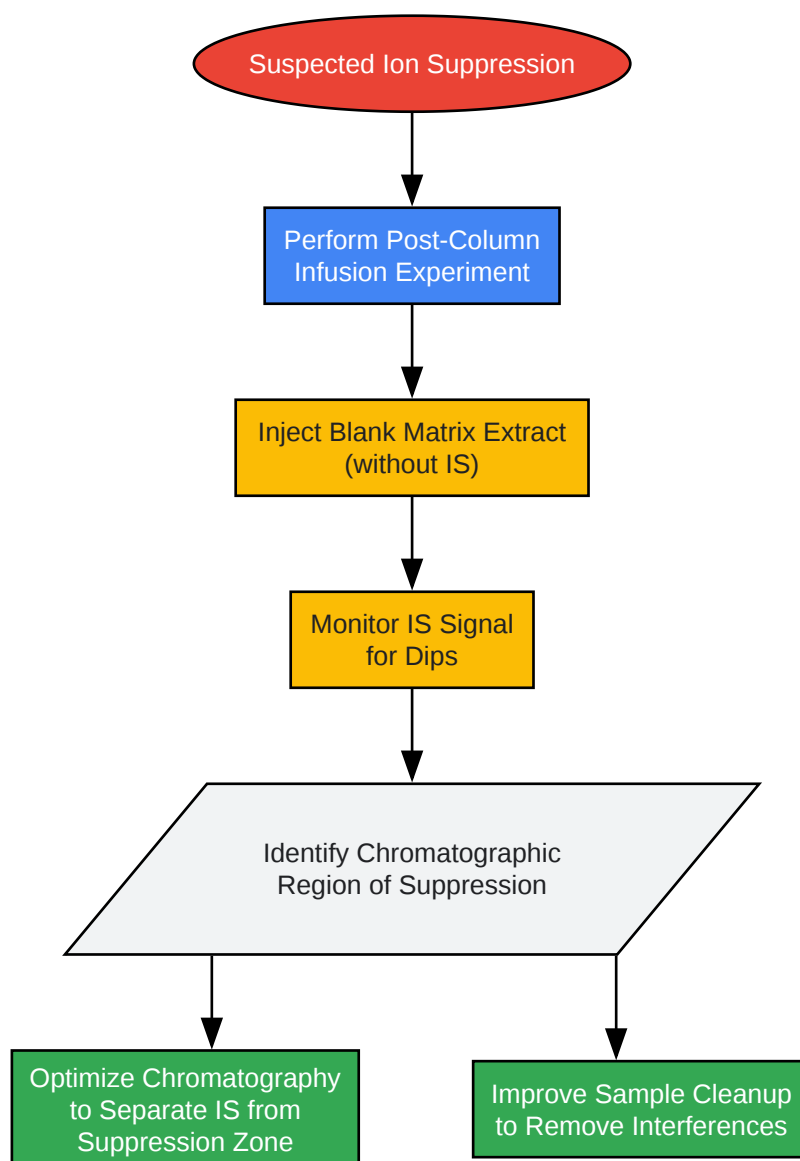 Suspected Ion Suppression
Perform Post-Column
Infusion Experiment
Inject Blank Matrix Extract
(without IS)
Monitor IS Signal
for Dips
Identify Chromatographic
Region of Suppression
Optimize Chromatography
to Separate IS from
Suppression Zone
Improve Sample Cleanup
to Remove Interferences